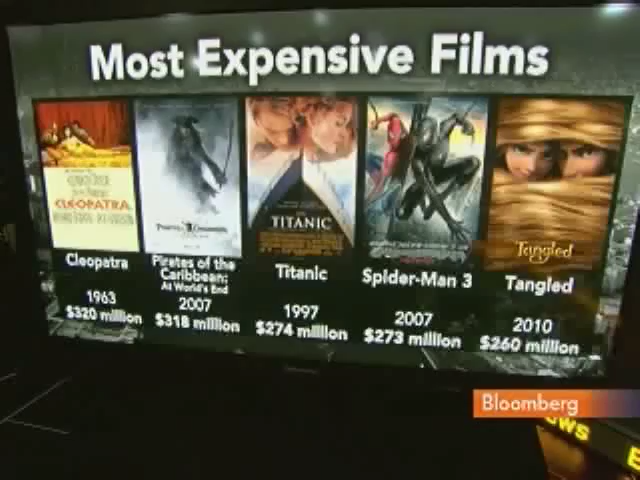 Most Expensive Films
CLEOPATRA
TITANIC
Tangled
Cleopatra
1963
$320 million
Pirates of the
Caribbean:
At World's End
2007
$318 million
Titanic
1997
$274 million
Spider-Man 3
2007
$273 million
Tangled
2010
$260 million
Bloomberg